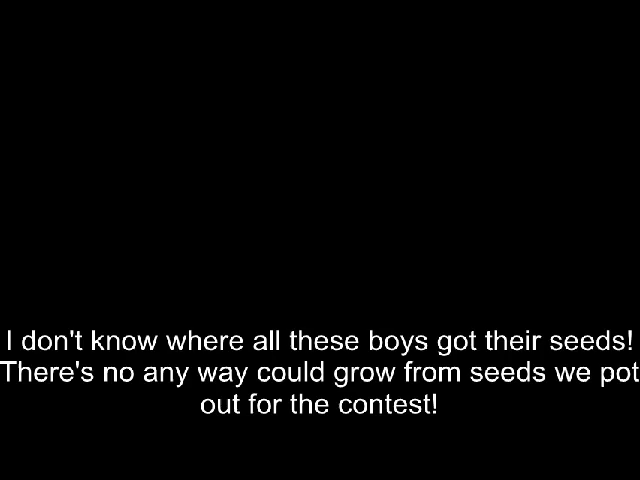 I don't know where all these boys got their seeds!
There's no any way could grow from seeds we pot
out for the contest!